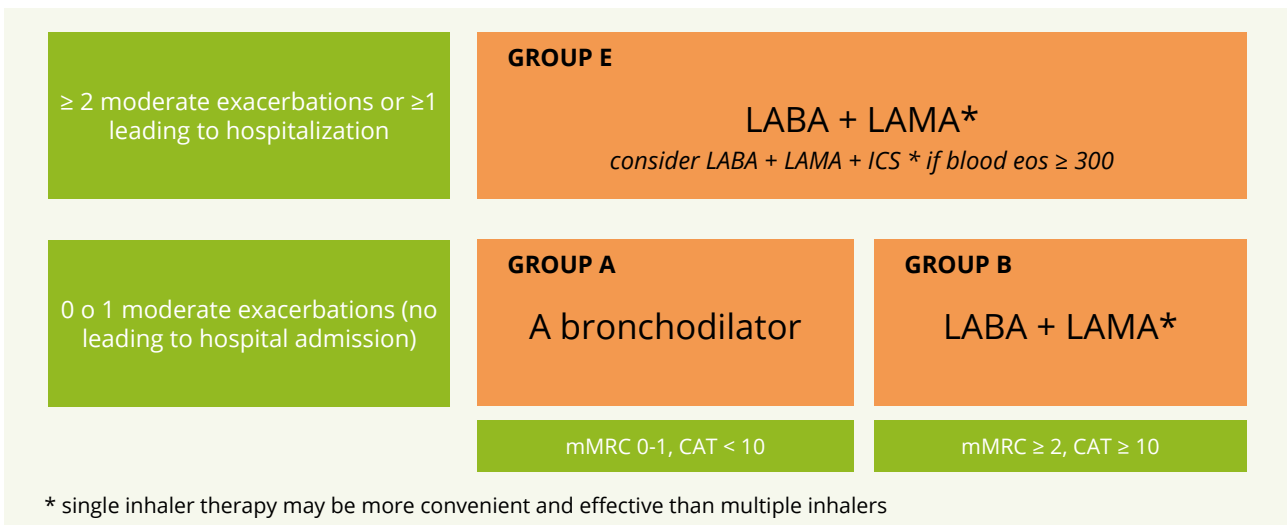 ≥ 2 moderate exacerbations or ≥1
leading to hospitalization
GROUP E
LABA + LAMA*
consider LABA + LAMA + ICS * if blood eos ≥ 300
0 o 1 moderate exacerbations (no
leading to hospital admission)
GROUP A
A bronchodilator
GROUP B
LABA + LAMA*
mMRC 0-1, CAT < 10
mMRC ≥ 2, CAT ≥ 10
* single inhaler therapy may be more convenient and effective than multiple inhalers